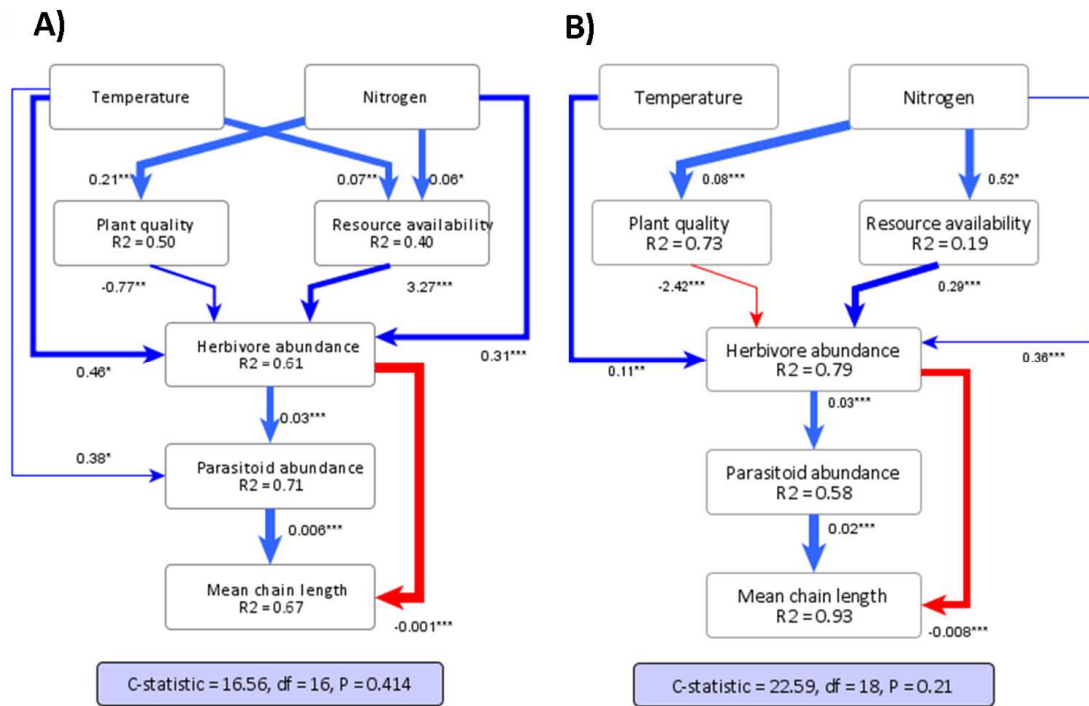 A)
Temperature
Nitrogen
0.21**
0.07**
0.06*
Plant quality
R2 = 0.50
Resource availability
R2 = 0.40
-0.77**
3.27***
Herbivore abundance
R2 = 0.61
0.46*
0.31***
0.03***
0.38*
Parasitoid abundance
R2 = 0.71
0.006***
Mean chain length
R2 = 0.67
-0.001***
C-statistic = 16.56, df = 16, P = 0.414
B)
Temperature
Nitrogen
0.08***
0.52*
Plant quality
R2 = 0.73
Resource availability
R2 = 0.19
-2.42***
0.29***
Herbivore abundance
R2 = 0.79
0.11**
0.36***
0.03***
Parasitoid abundance
R2 = 0.58
0.02***
Mean chain length
R2 = 0.93
-0.008***
C-statistic = 22.59, df = 18, P = 0.21